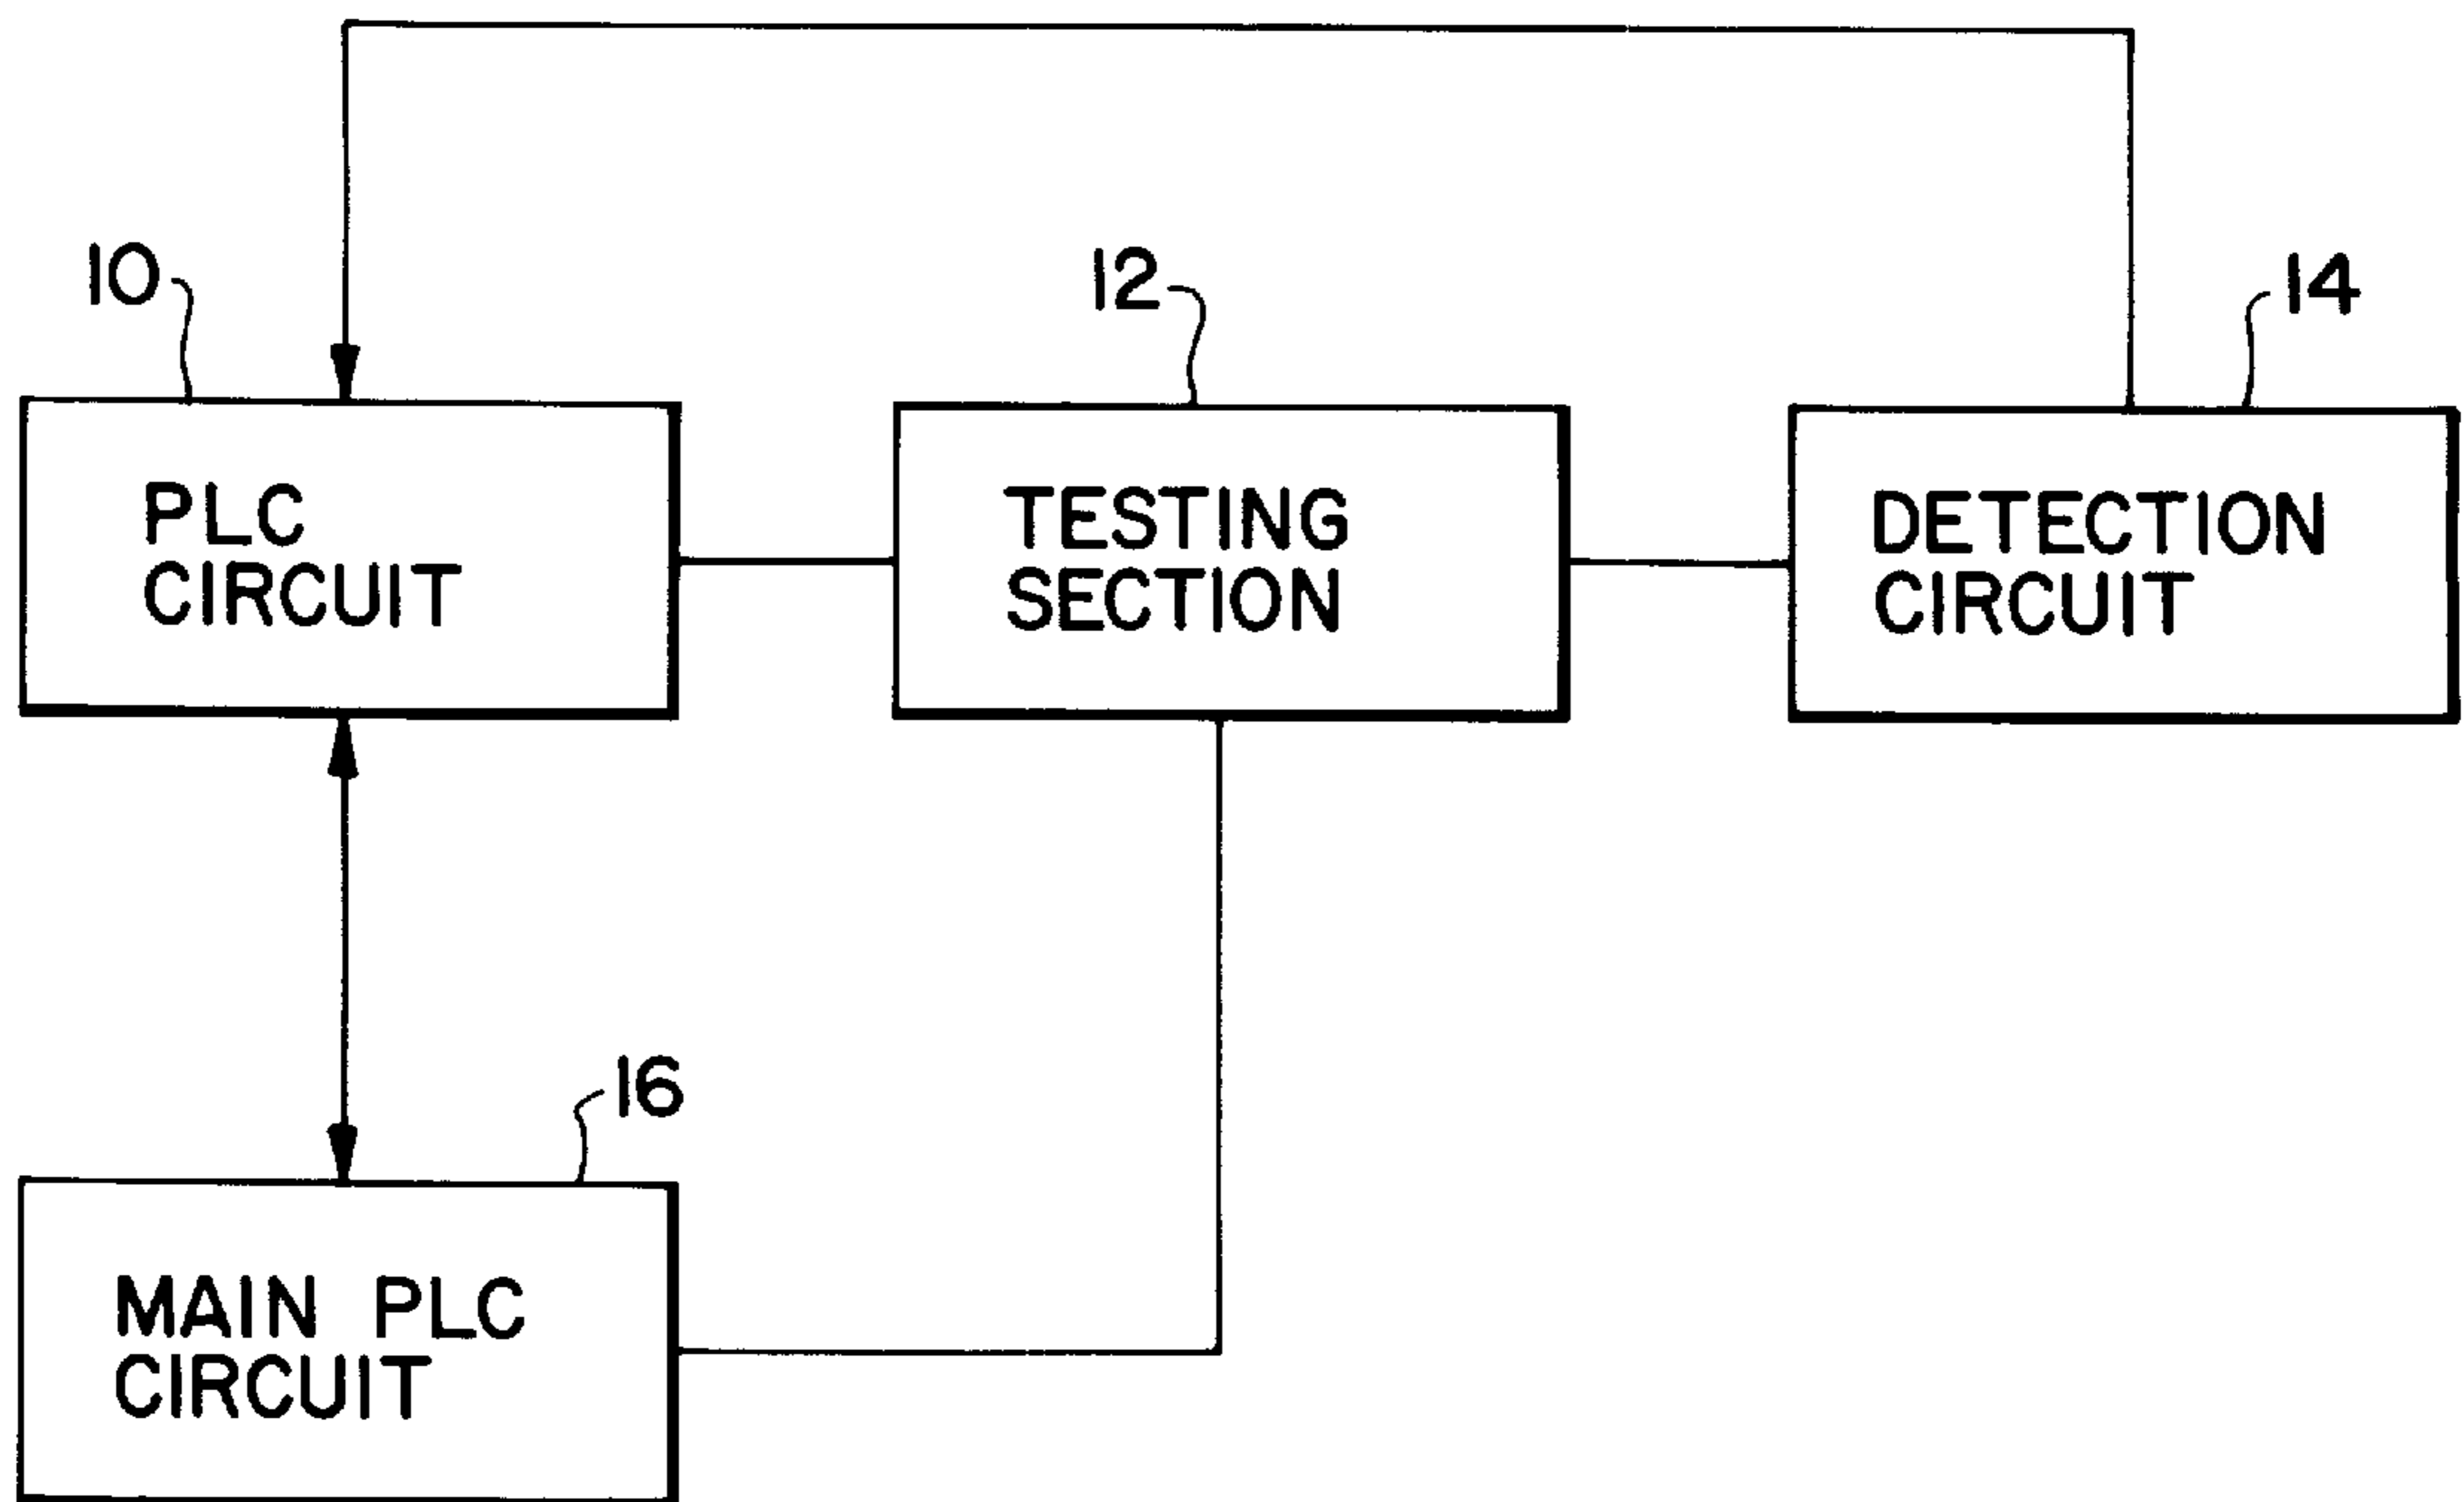 10
12
14
PLC
CIRCUIT
TESTING
SECTION
DETECTION
CIRCUIT
16
MAIN PLC
CIRCUIT